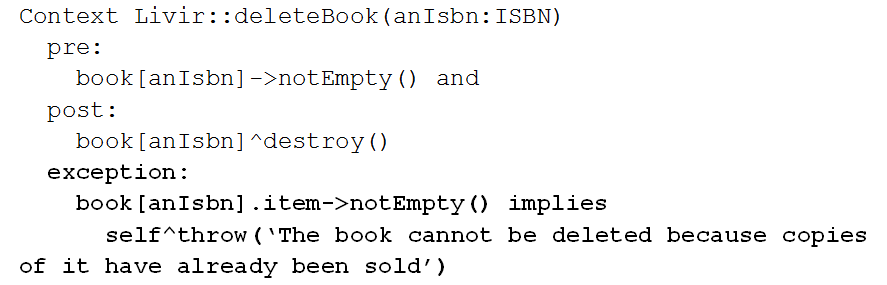 Context Livir::deleteBook(anIsbn:ISBN)
  pre:
    book[anIsbn]->notEmpty() and
  post:
    book[anIsbn]^destroy()
  exception:
    book[anIsbn].item->notEmpty() implies
      self^throw(‘The book cannot be deleted because copies
of it have already been sold’)